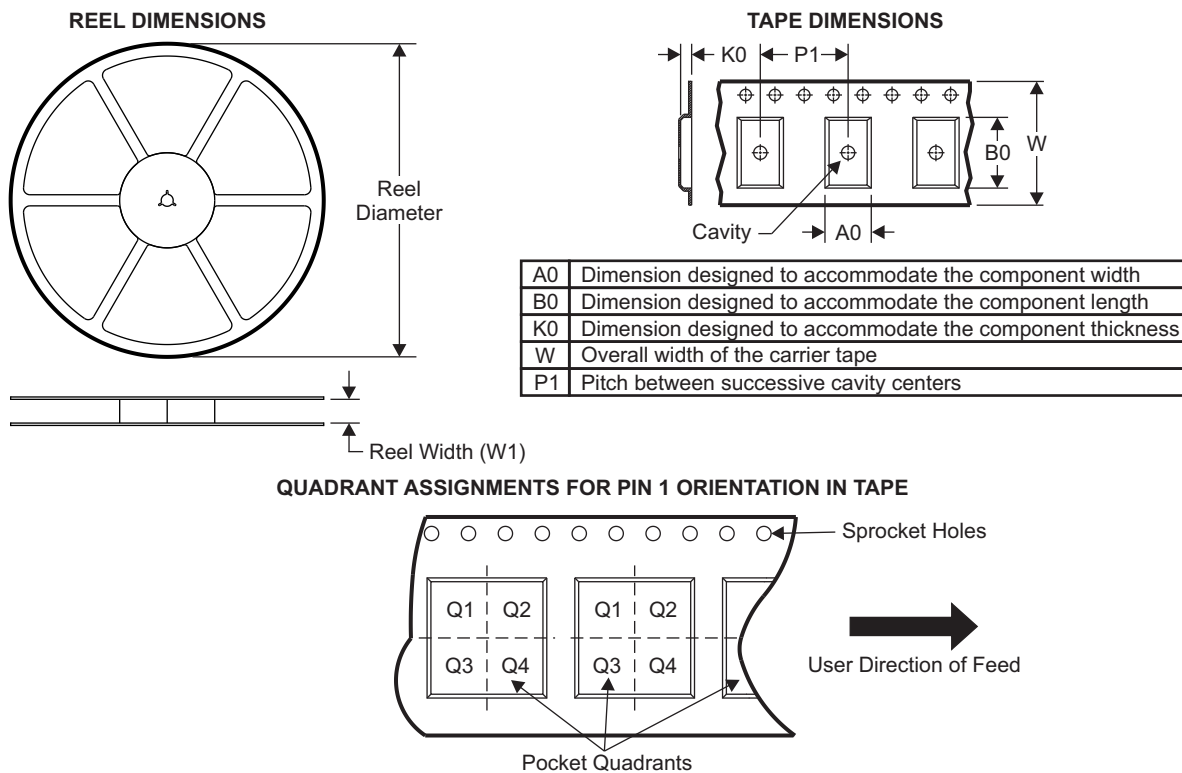 REEL DIMENSIONS
Reel
Diameter
Reel Width (W1)
TAPE DIMENSIONS
K0 P1
B0 W
Cavity A0
A0 Dimension designed to accommodate the component width
B0 Dimension designed to accommodate the component length
K0 Dimension designed to accommodate the component thickness
W Overall width of the carrier tape
P1 Pitch between successive cavity centers
QUADRANT ASSIGNMENTS FOR PIN 1 ORIENTATION IN TAPE
Sprocket Holes
Q1 Q2 Q1 Q2
Q3 Q4 Q3 Q4
User Direction of Feed
Pocket Quadrants